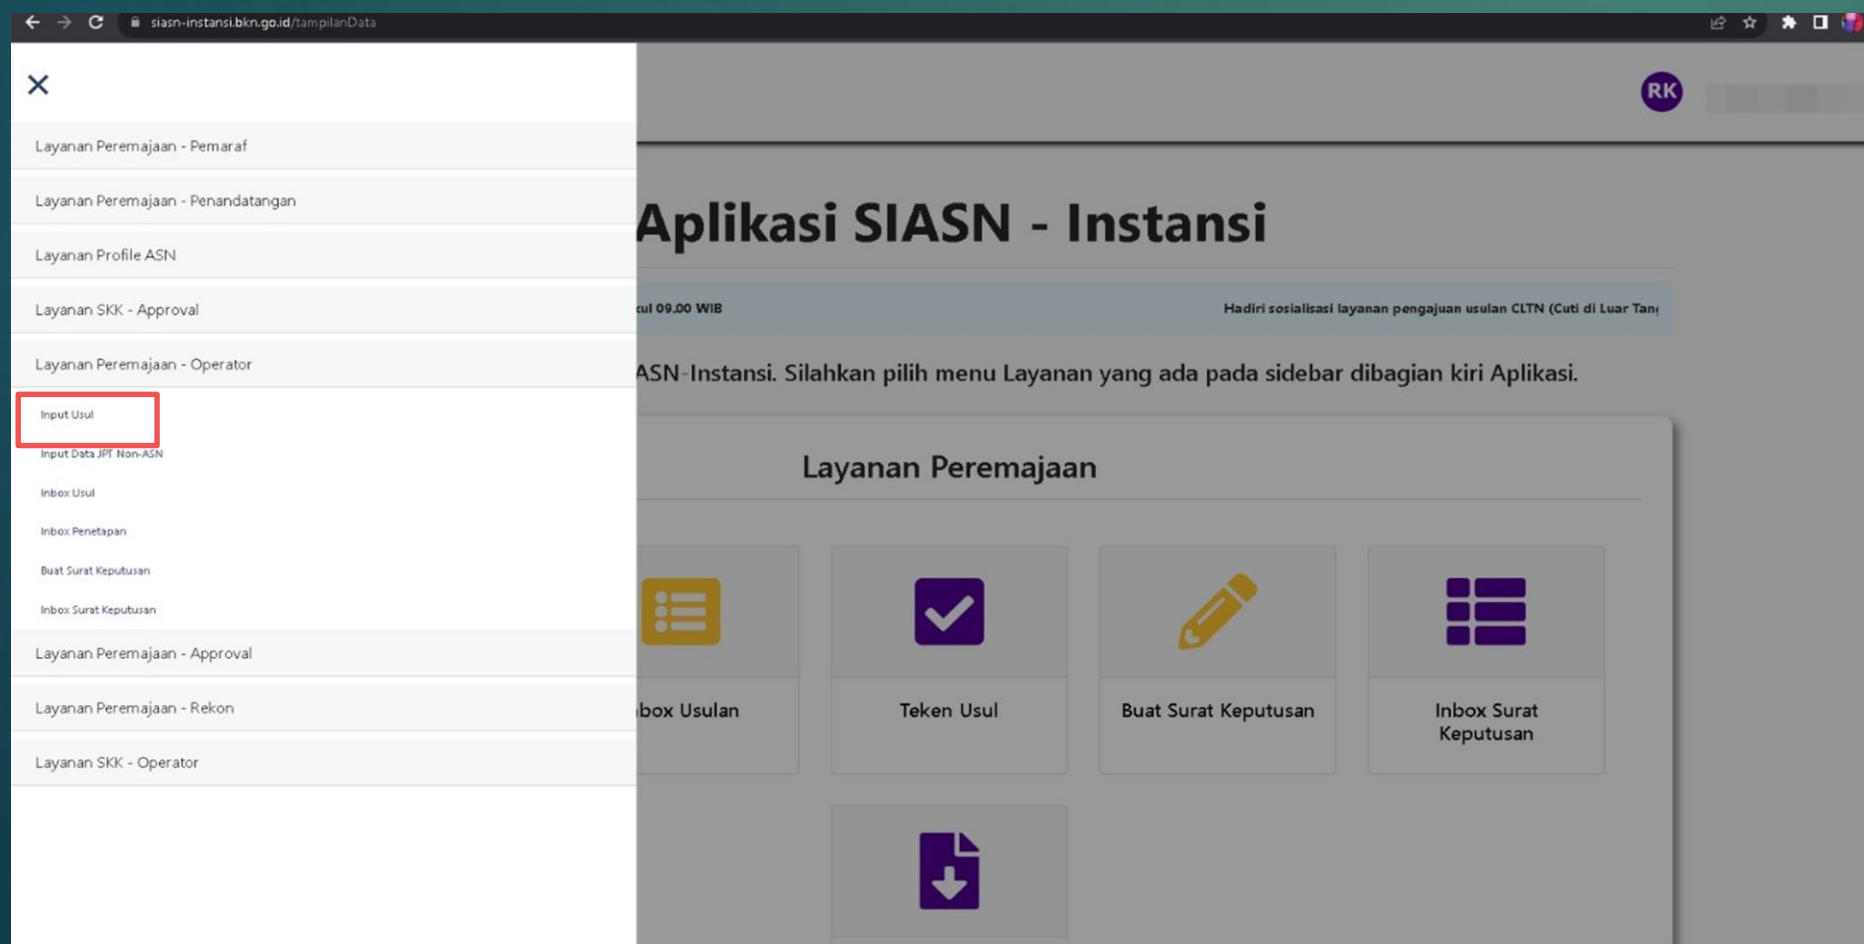 siasn-instansi.bkn.go.id/tampilanData
RK
Layanan Peremajaan - Pemaraf
Layanan Peremajaan - Penandatangan
Layanan Profile ASN
Layanan SKK - Approval
Layanan Peremajaan - Operator
Input Usul
Input Data JPT Non-ASN
Inbox Usul
Inbox Penetapan
Buat Surat Keputusan
Inbox Surat Keputusan
Layanan Peremajaan - Approval
Layanan Peremajaan - Rekon
Layanan SKK - Operator
Aplikasi SIASN - Instansi
cul 09.00 WIB
Hadiri sosialisasi layanan pengajuan usulan CLTN (Cuti di Luar Tang
ASN-Instansi. Silahkan pilih menu Layanan yang ada pada sidebar dibagian kiri Aplikasi.
Layanan Peremajaan
box Usulan
Teken Usul
Buat Surat Keputusan
Inbox Surat
Keputusan